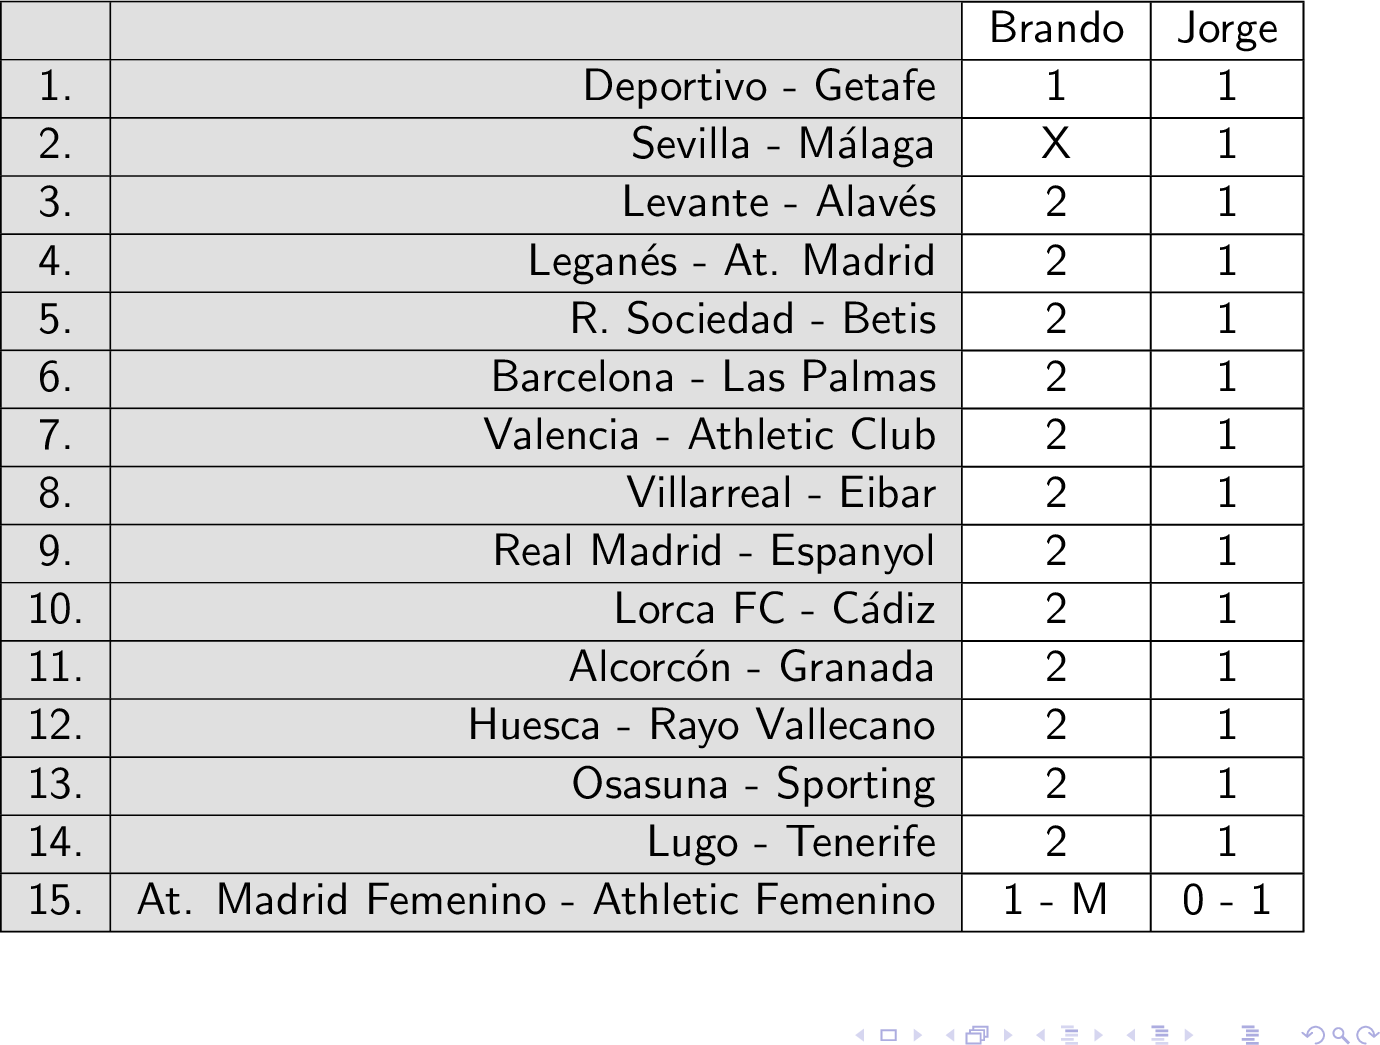 Brando Jorge
1. Deportivo - Getafe 1 1
2. Sevilla - Málaga X 1
3. Levante - Alavés 2 1
4. Leganés - At. Madrid 2 1
5. R. Sociedad - Betis 2 1
6. Barcelona - Las Palmas 2 1
7. Valencia - Athletic Club 2 1
8. Villarreal - Eibar 2 1
9. Real Madrid - Espanyol 2 1
10. Lorca FC - Cádiz 2 1
11. Alcorcón - Granada 2 1
12. Huesca - Rayo Vallecano 2 1
13. Osasuna - Sporting 2 1
14. Lugo - Tenerife 2 1
15. At. Madrid Femenino - Athletic Femenino 1 - M 0 - 1